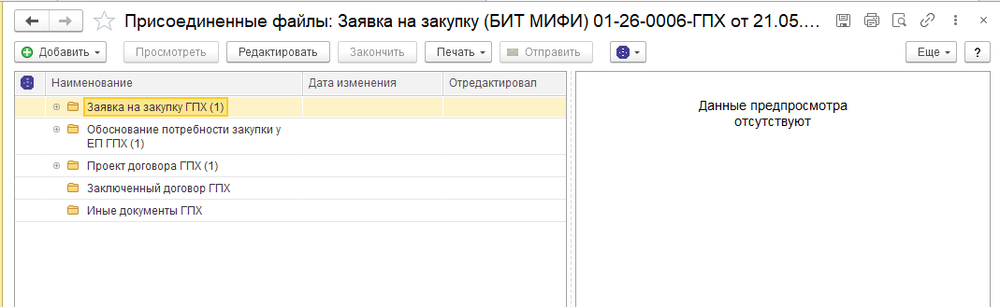 Присоединенные файлы: Заявка на закупку (БИТ МИФИ) 01-26-0006-ГПХ от 21.05....
Добавить Просмотреть Редактировать Закончить Печать Отправить Еще ?
Наименование Дата изменения Отредактировал
Заявка на закупку ГПХ (1)
Обоснование потребности закупки у
ЕП ГПХ (1)
Проект договора ГПХ (1)
Заключенный договор ГПХ
Иные документы ГПХ
Данные предпросмотра
отсутствуют